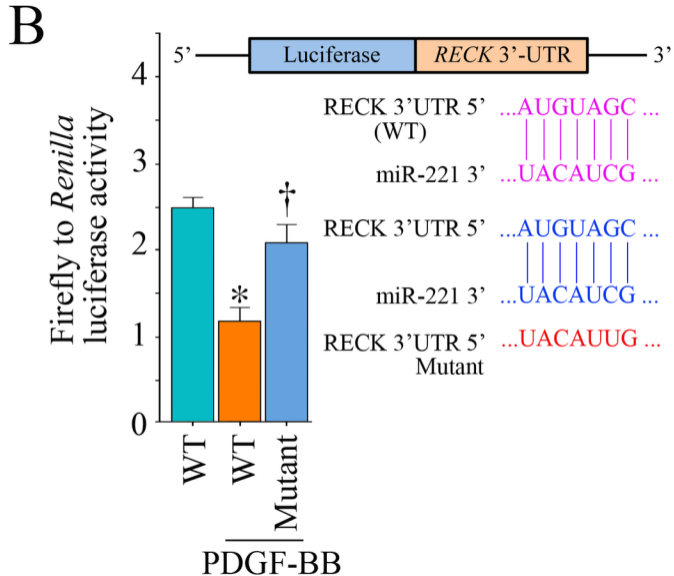 B
5’ Luciferase RECK 3’-UTR 3’
Firefly to Renilla
luciferase activity
4
3
2
1
0
*
†
WT
WT
Mutant
PDGF-BB
RECK 3’UTR 5’ ...AUGUAGC ...
(WT)
miR-221 3’ ...UACAUCG ...
RECK 3’UTR 5’ ...AUGUAGC ...
miR-221 3’ ...UACAUCG ...
RECK 3’UTR 5’ ...UACAUUG ...
Mutant